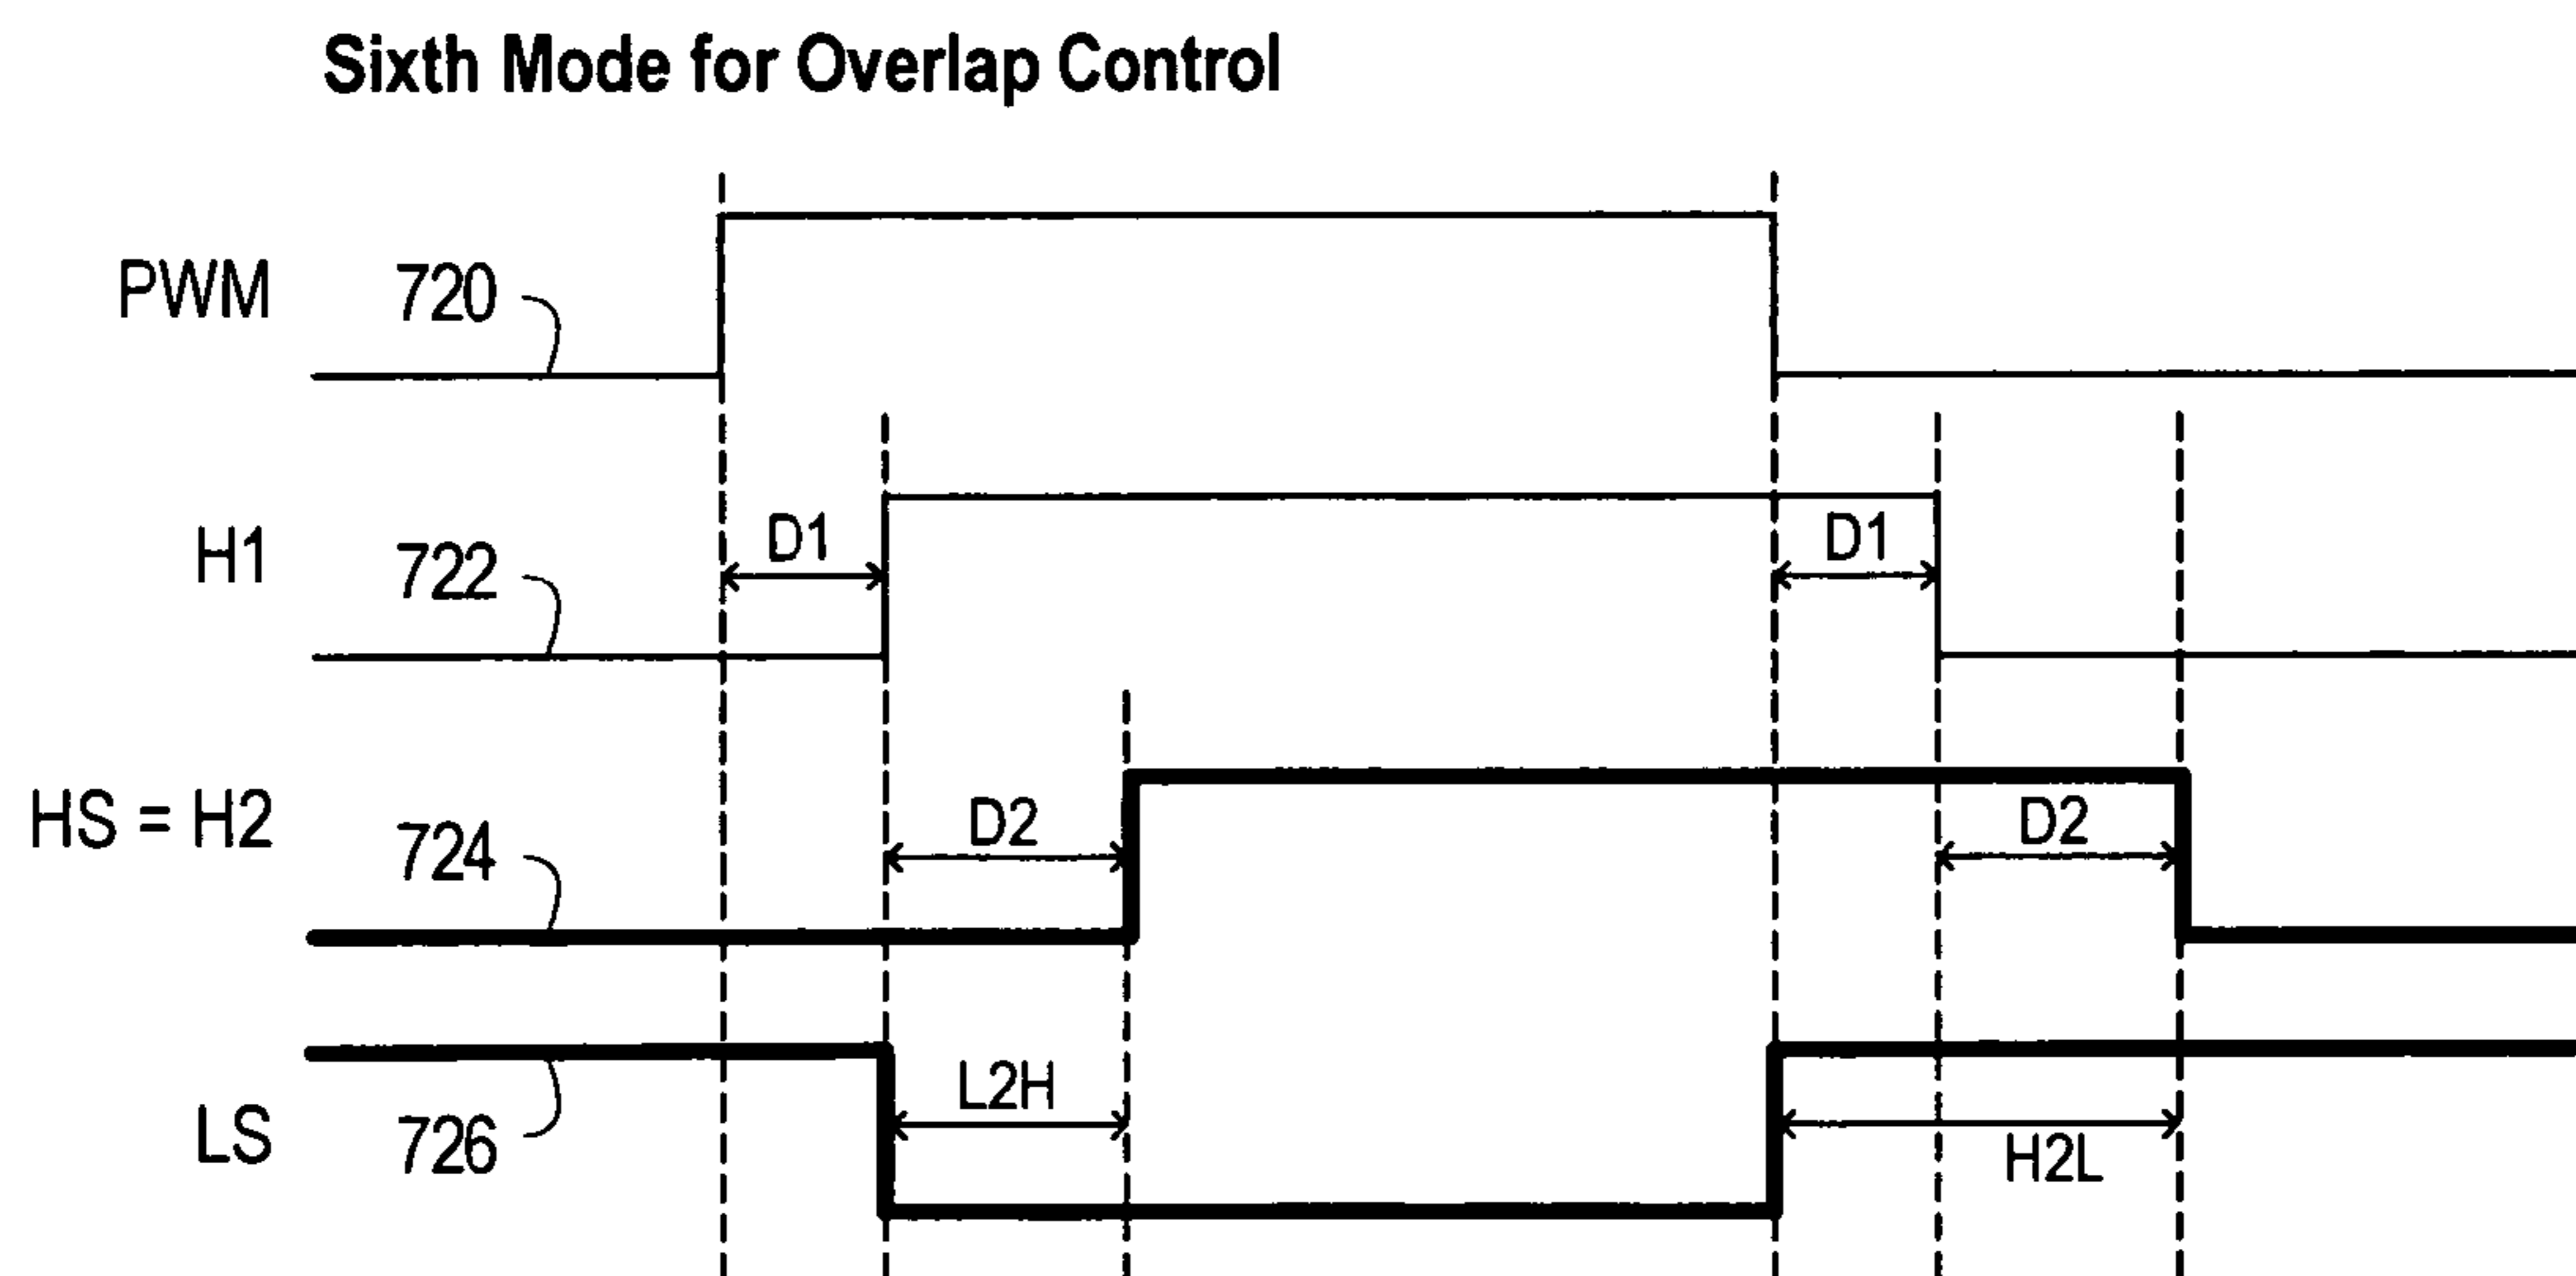 Sixth Mode for Overlap Control
PWM 720
H1 722 D1 D1
HS = H2 724 D2 D2
LS 726 L2H H2L